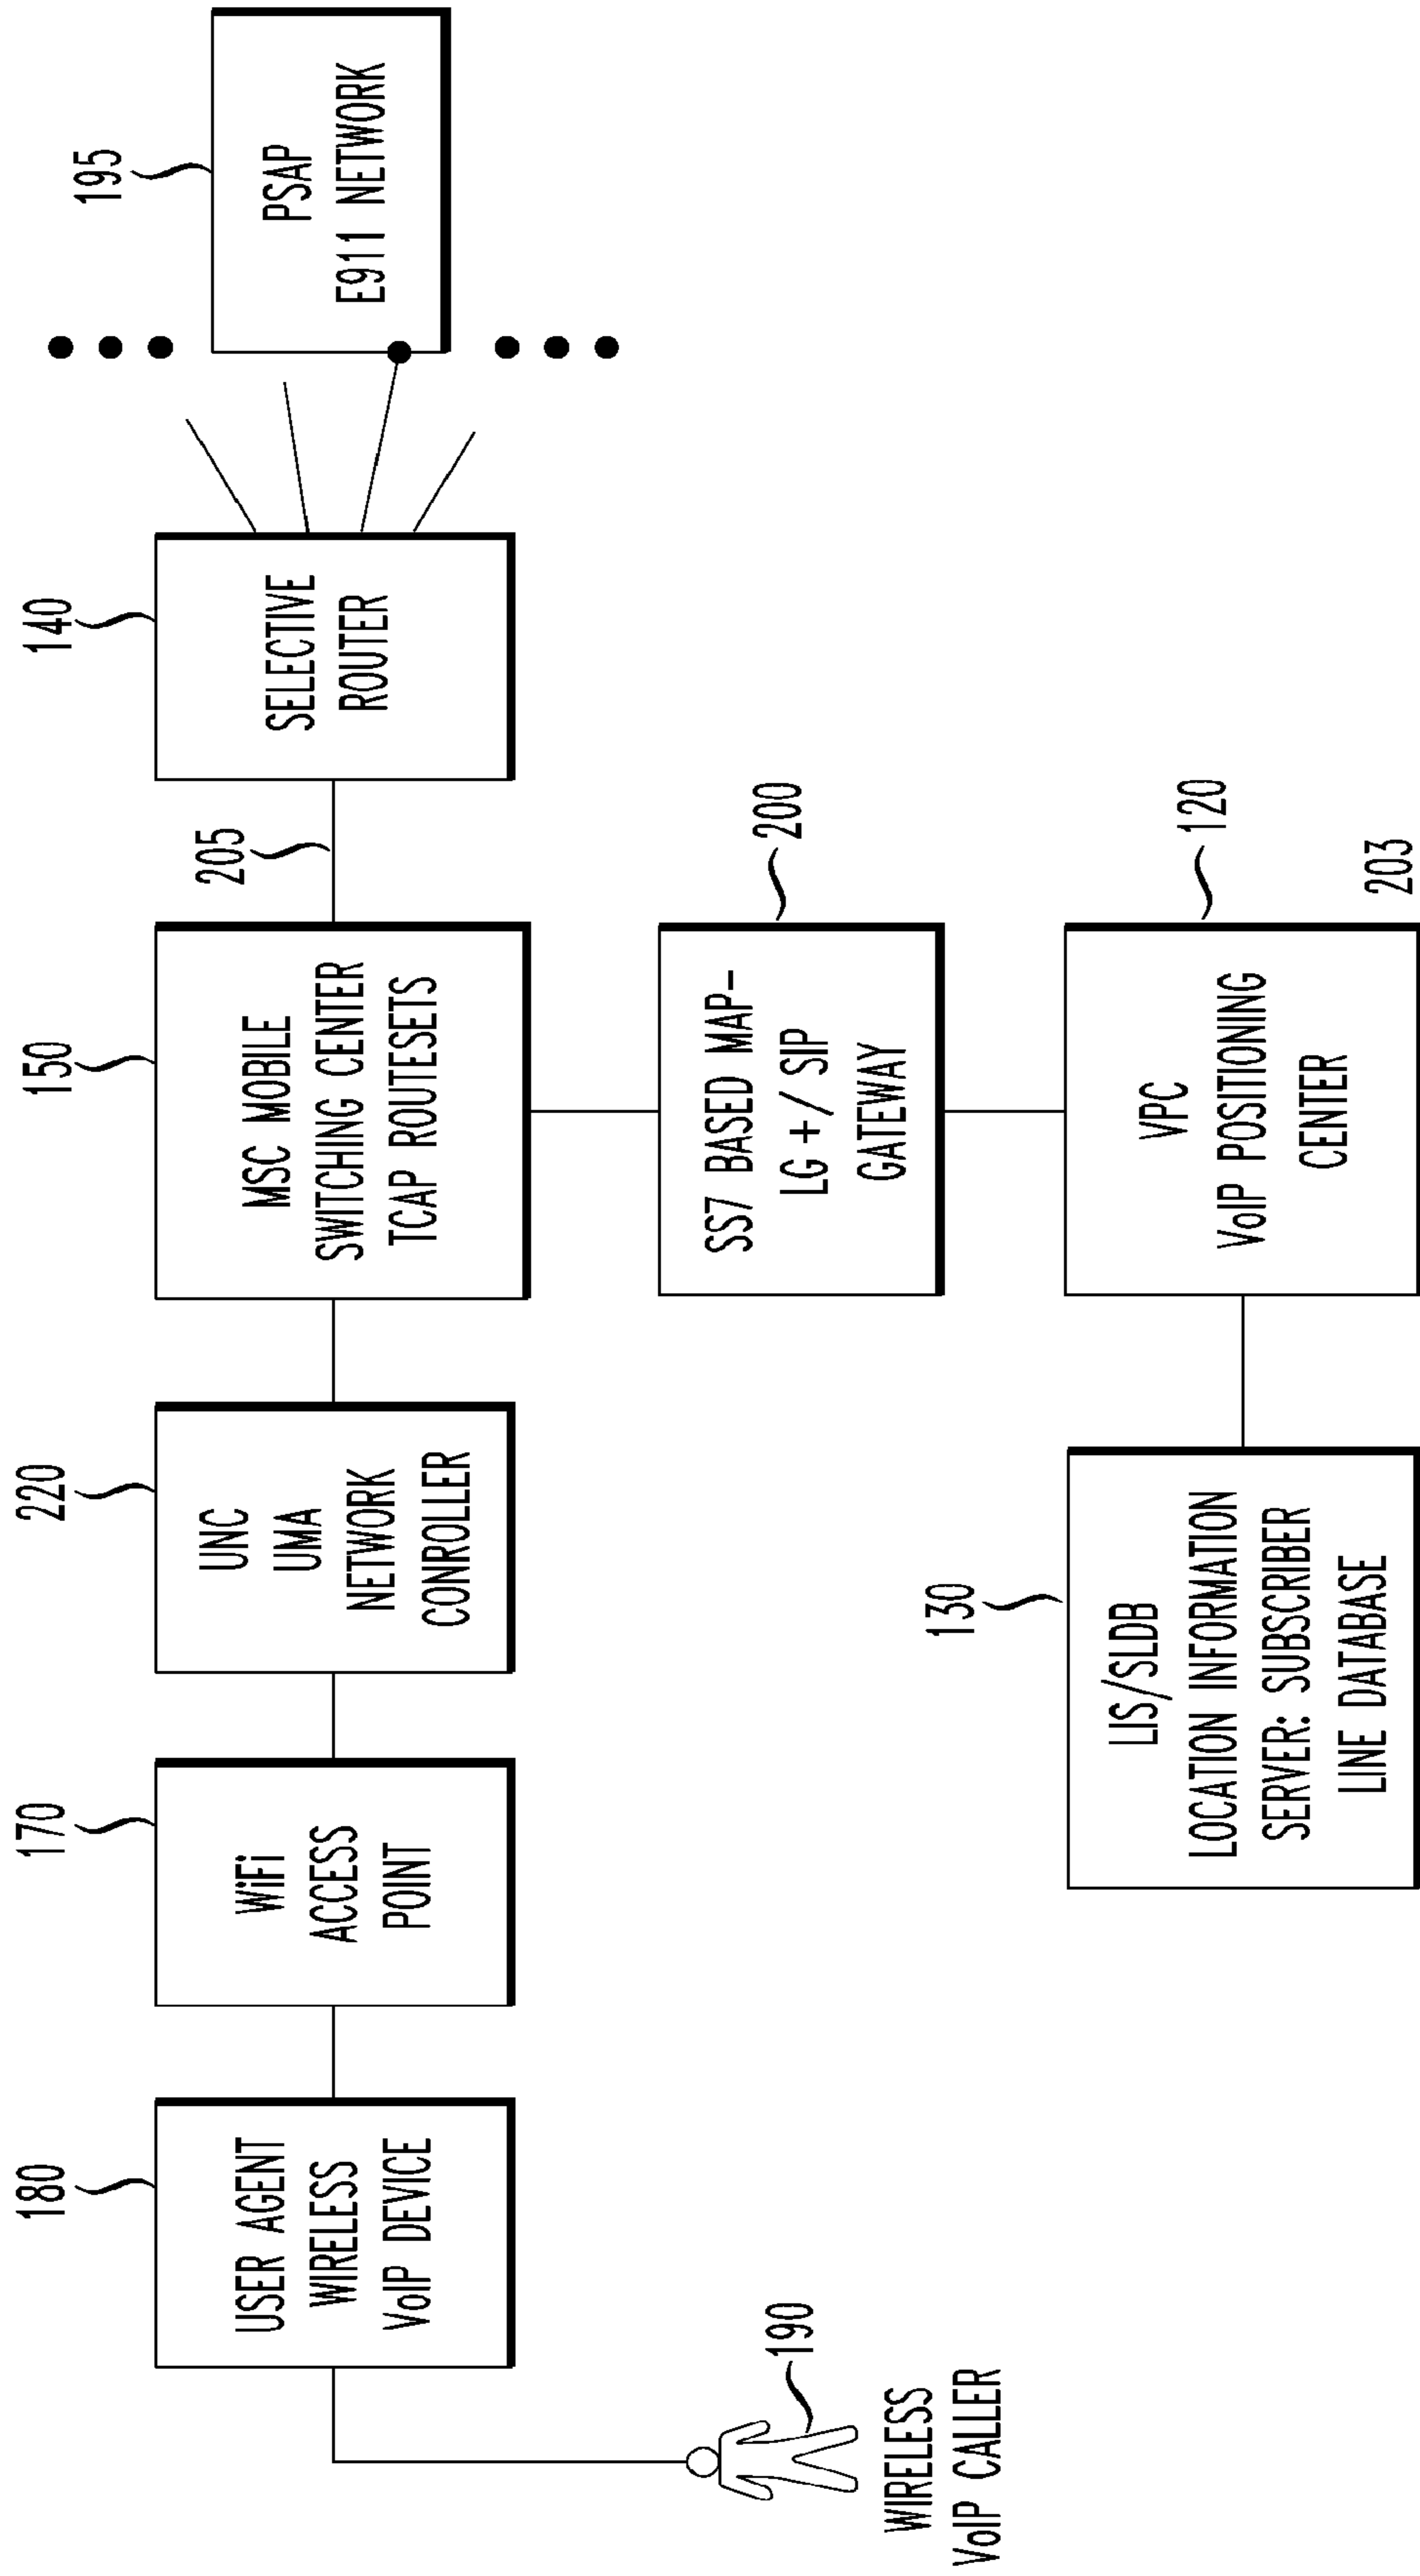 180
USER AGENT
WIRELESS
VoIP DEVICE
170
WiFi
ACCESS
POINT
220
UNC
UMA
NETWORK
CONROLLER
150
MSC MOBILE
SWITCHING CENTER
TCAP ROUTESETS
205
140
SELECTIVE
ROUTER
195
PSAP
E911 NETWORK
190
WIRELESS
VoIP CALLER
200
SS7 BASED MAP-
LG +/ SIP
GATEWAY
130
LIS/SLDB
LOCATION INFORMATION
SERVER: SUBSCRIBER
LINE DATABASE
120
VPC
VoIP POSITIONING
CENTER
203